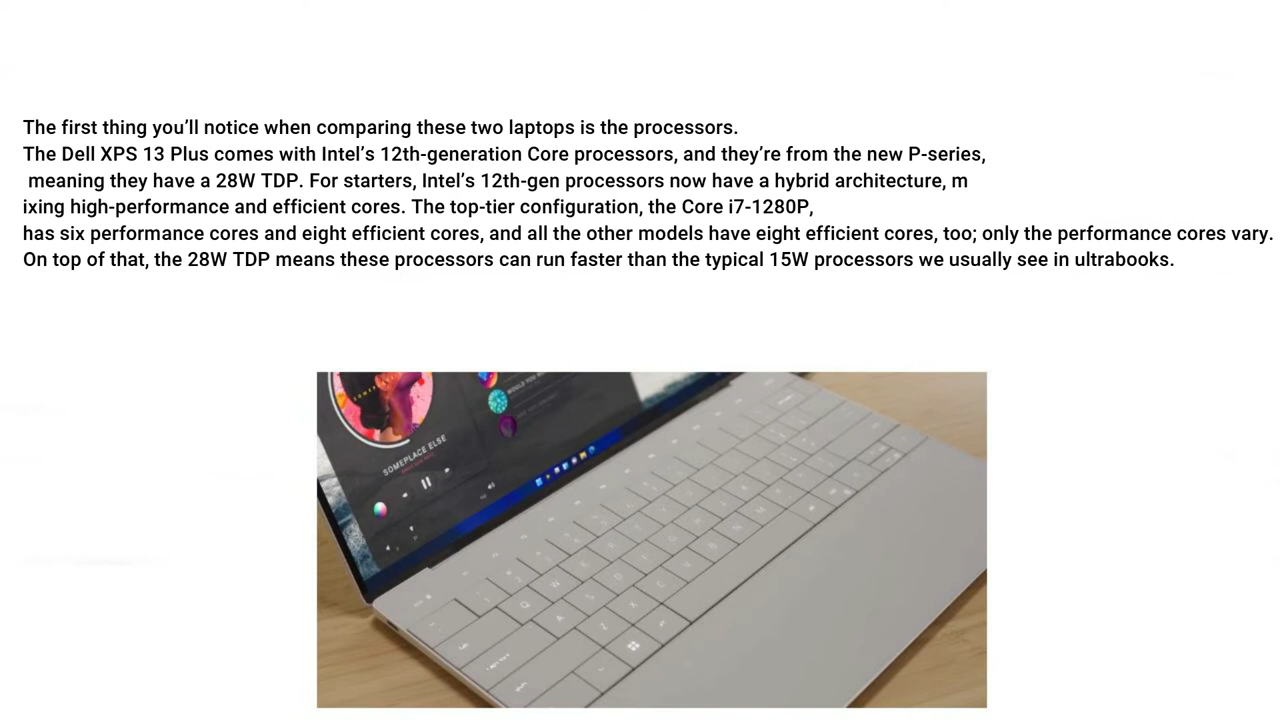 The first thing you’ll notice when comparing these two laptops is the processors.
The Dell XPS 13 Plus comes with Intel’s 12th-generation Core processors, and they’re from the new P-series,
meaning they have a 28W TDP. For starters, Intel’s 12th-gen processors now have a hybrid architecture, m
ixing high-performance and efficient cores. The top-tier configuration, the Core i7-1280P,
has six performance cores and eight efficient cores, and all the other models have eight efficient cores, too; only the performance cores vary.
On top of that, the 28W TDP means these processors can run faster than the typical 15W processors we usually see in ultrabooks.
SOMEPLACE ELSE